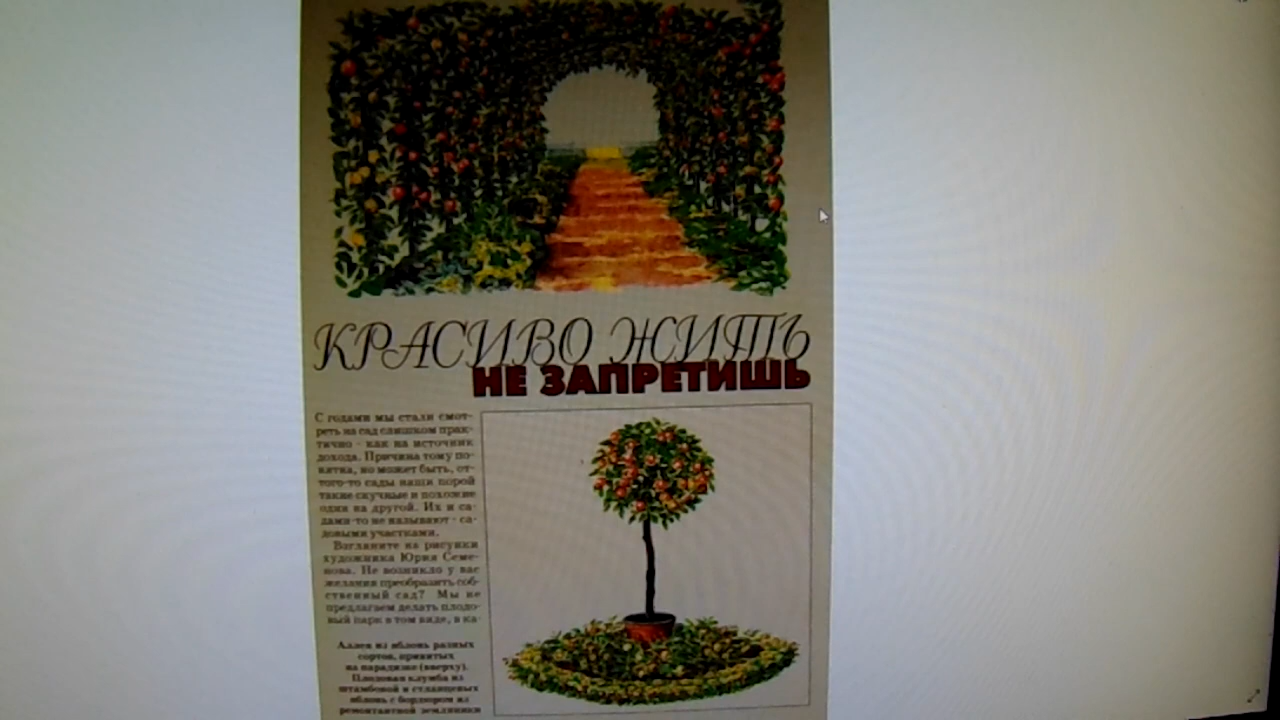 КРАСИВО ЖИТЬ
НЕ ЗАПРЕТИШЬ
С годами мы стали смот-
реть на сад слишком прак-
тично - как на источник
дохода. Причина тому по-
нятна, но может быть, от-
того-то сады наши порой
такие скучные и похожие
один на другой. Их и са-
дами-то не называют - са-
довыми участками.
Взгляните на рисунки
художника Юрия Семе-
нова. Не возникло у вас
желания преобразить соб-
ственный сад? Мы не
предлагаем делать плодо-
вый парк в том виде, в ка-
Аллея из яблонь разных
сортов, привитых
на парадизке (вверху).
Плодовая клумба из
штамбовой и стланцевых
яблонь с бордюром из
ремонтантной земляники